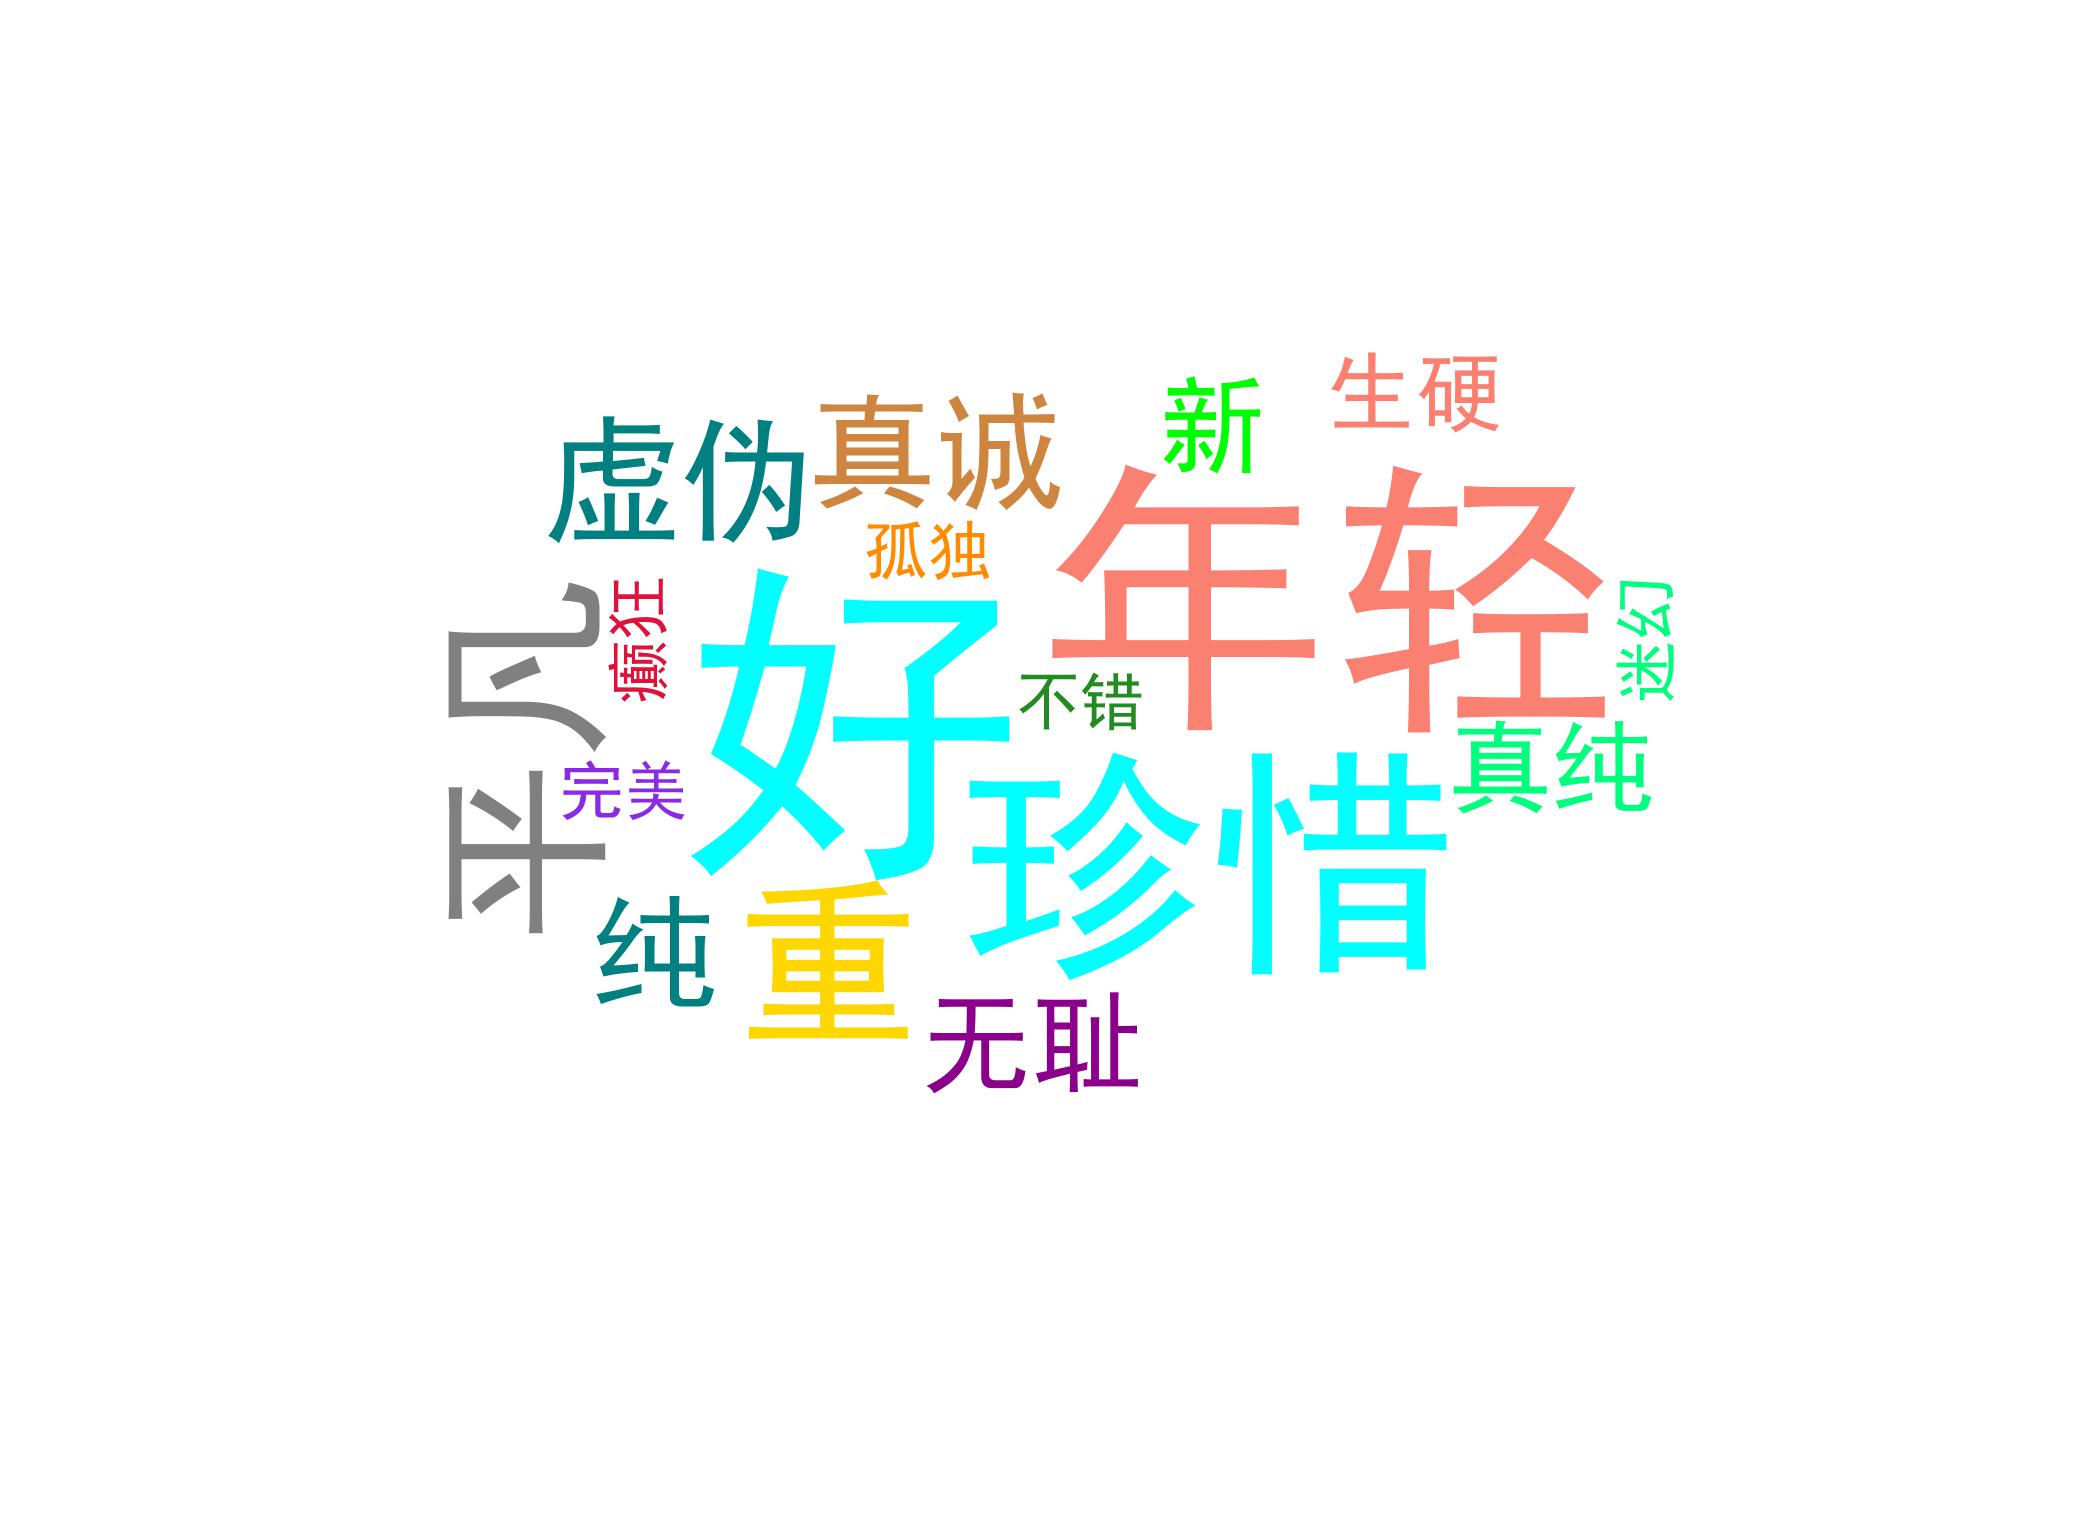 生硬
新
真诚
虚伪
年轻
孤独
好
癫狂
迷幻
平凡
不错
真纯
珍惜
完美
重
纯
无耻